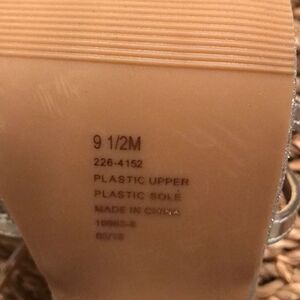 9 1/2M
226-4152
PLASTIC UPPER
PLASTIC SOLE
MADE IN CHINA